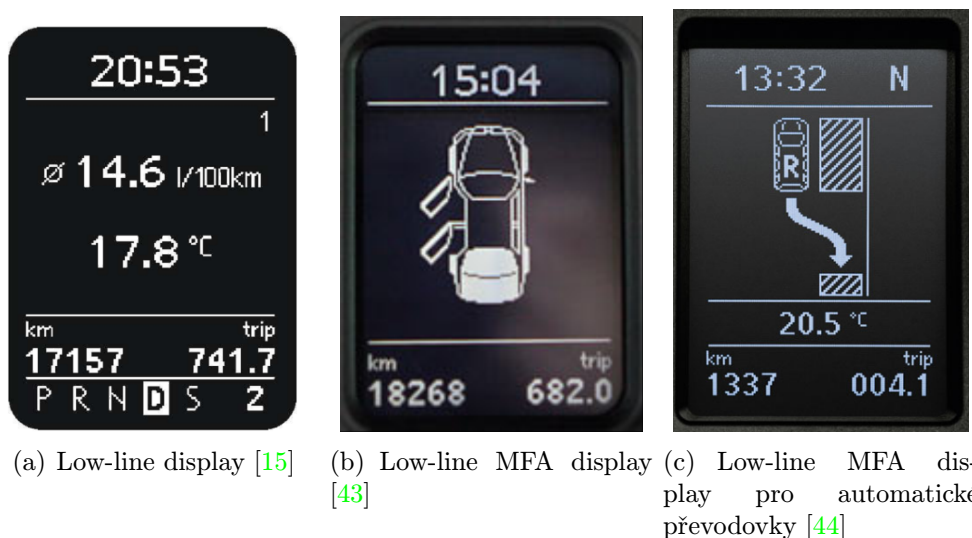 20:53
1
ø 14.6 l/100km
17.8 °C
km trip
17157 741.7
P R N D S 2
15:04
km trip
18268 682.0
13:32 N
R
20.5 °C
km trip
1337 004.1
(a) Low-line display [15]
(b) Low-line MFA display
[43]
(c) Low-line MFA dis-
play pro automatické
převodovky [44]